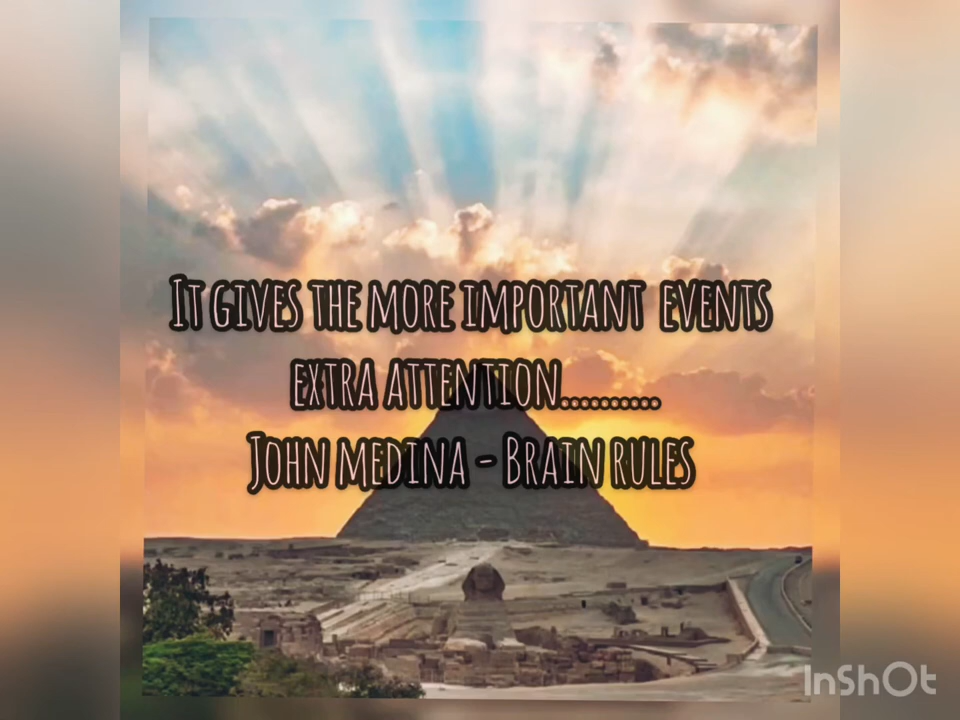 It gives the more important events
extra attention..........
John medina - Brain rules
InShOt